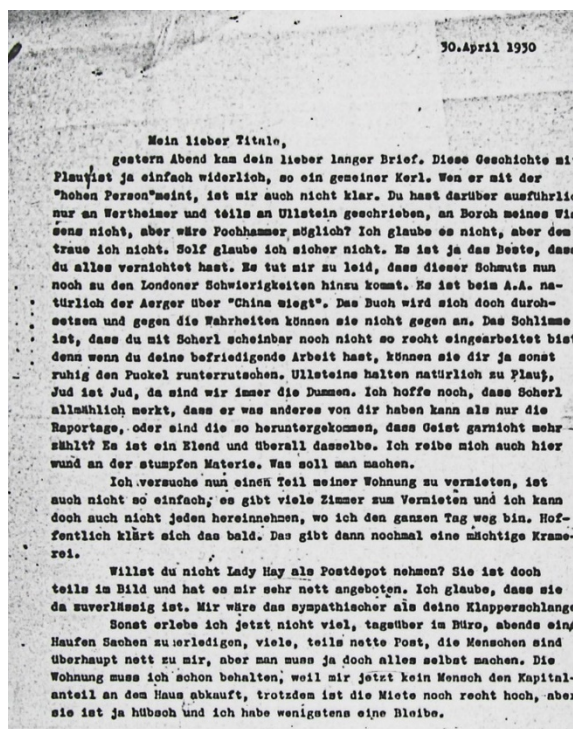 30.April 1930
Mein lieber Titale,
gestern Abend kam dein lieber langer Brief. Diese Geschichte mi
Plaut ist ja einfach widerlich, so ein gemeiner Kerl. Wen er mit der
"hohen Person"meint, ist mir auch nicht klar. Du hast darüber ausführlic
nur an Wertheimer und teils an Ullstein geschrieben, an Borch meines Wis
sens nicht, aber wäre Pochhammer möglich? Ich glaube es nicht, aber dem
traue ich nicht. Solf glaube ich sicher nicht. Es ist ja das Beste, dass
du alles vernichtet hast. Es tut mir zu leid, dass dieser Schmutz nun
noch zu den Londoner Schwierigkeiten hinzu kommt. Es ist beim A.A. na-
türlich der Aerger über "China siegt". Das Buch wird sich doch durch-
setzen und gegen die Wahrheiten können sie nicht gegen an. Das Schlimme
ist, dass du mit Scherl scheinbar noch nicht so recht eingearbeitet bist
denn wenn du deine befriedigende Arbeit hast, können sie dir ja sonst
ruhig den Puckel runterrutschen. Ullsteins halten natürlich zu Plaut,
Jud ist Jud, da sind wir immer die Dummen. Ich hoffe noch, dass Scherl
allmählich merkt, dass er was anderes von dir haben kann als nur die
Raportage, oder sind die so heruntergekommen, dass Geist garnicht mehr
zählt? Es ist ein Elend und überall dasselbe. Ich reibe mich auch hier
wund an der stumpfen Materie. Was soll man machen.
Ich versuche nun einen Teil meiner Wohnung zu vermieten, ist
auch nicht so einfach; es gibt viele Zimmer zum Vermieten und ich kann
doch auch nicht jeden hereinnehmen, wo ich den ganzen Tag weg bin. Hof-
fentlich klärt sich das bald. Das gibt dann nochmal eine mächtige Krame-
rei.
Willst du nicht Lady Hay als Postdepot nehmen? Sie ist doch
teils im Bild und hat es mir sehr nett angeboten. Ich glaube, dass sie
da zuverlässig ist. Mir wäre das sympathischer als deine Klapperschlange
Sonst erlebe ich jetzt nicht viel, tagsüber im Büro, abends ein
Haufen Sachen zu erledigen, viele, teils nette Post, die Menschen sind
überhaupt nett zu mir, aber man muss ja doch alles selbst machen. Die
Wohnung muss ich schon behalten, weil mir jetzt kein Mensch den Kapital-
anteil an dem Haus abkauft, trotzdem ist die Miete noch recht hoch, aber
sie ist ja hübsch und ich habe wenigstens eine Bleibe.